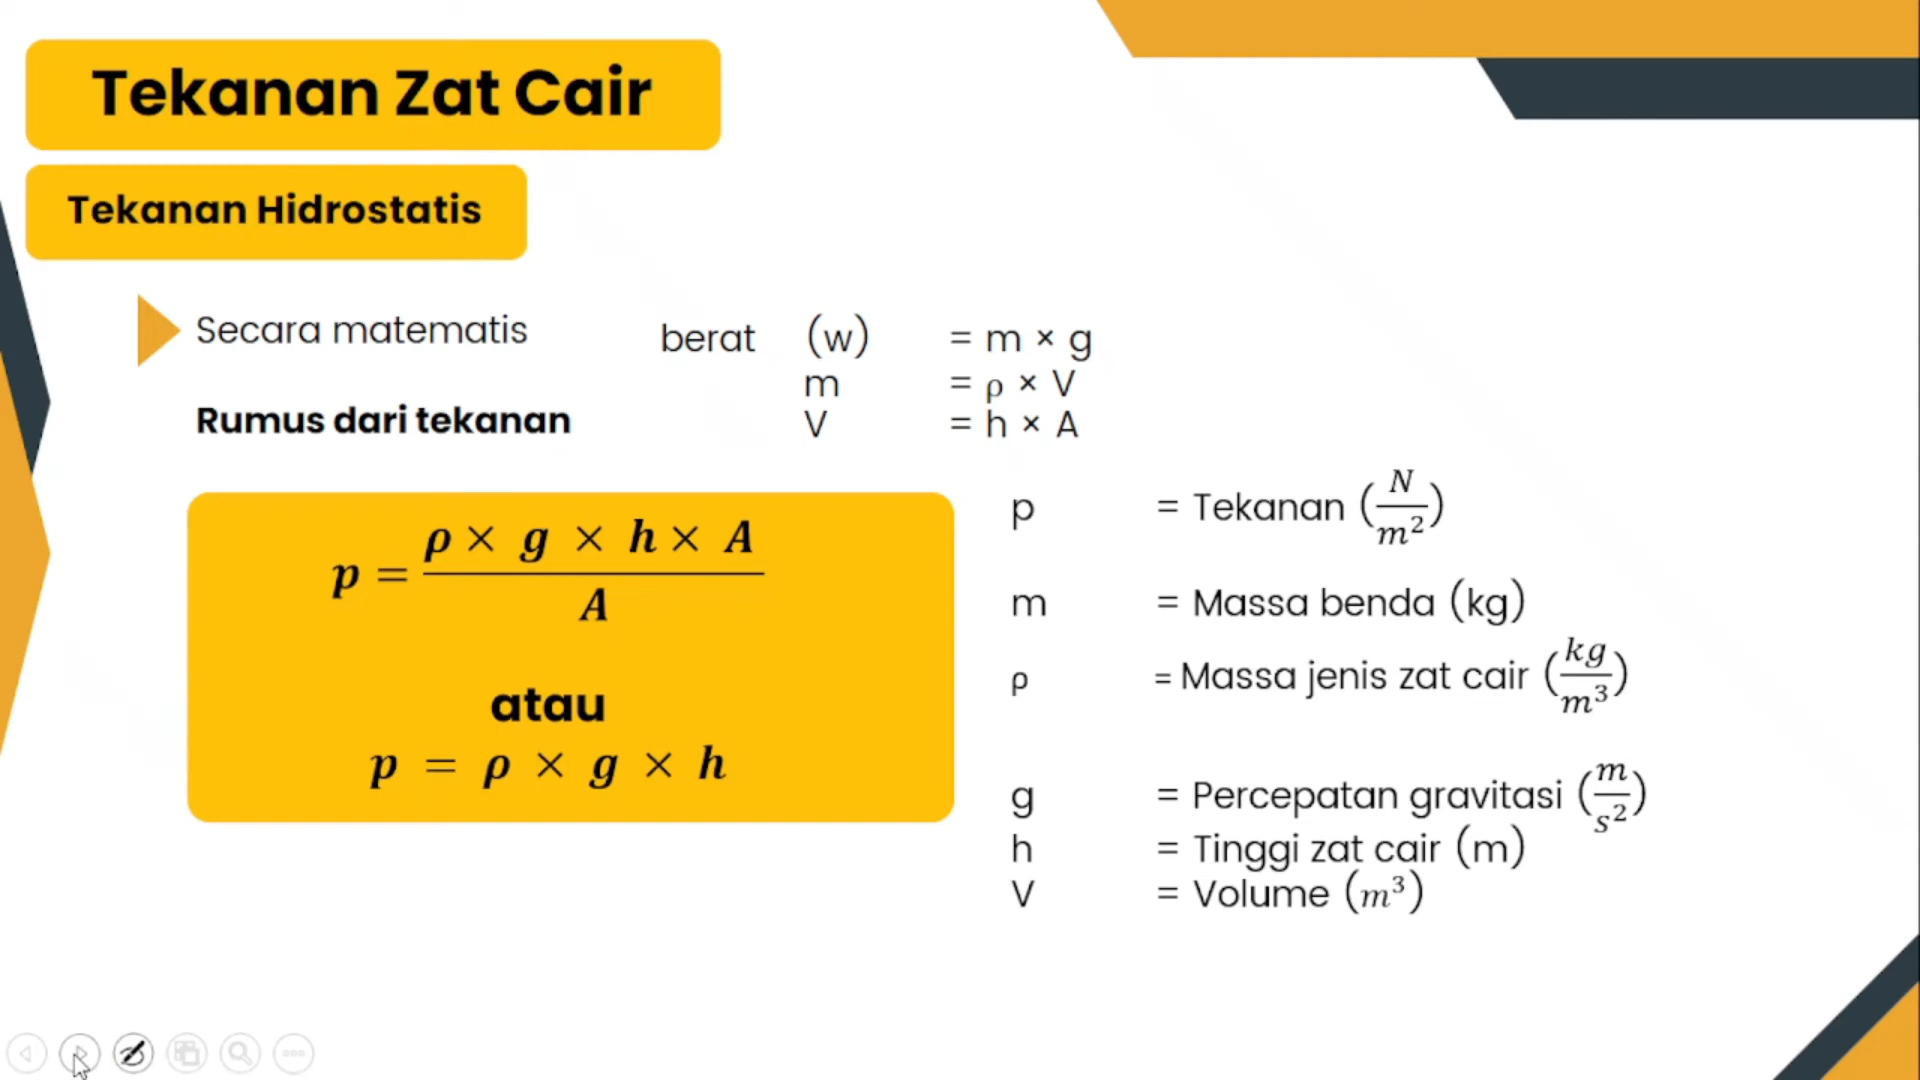 Tekanan Zat Cair
Tekanan Hidrostatis
Secara matematis
berat (w) = m × g
m = ρ × V
V = h × A
Rumus dari tekanan
p = (ρ × g × h × A) / A
atau
p = ρ × g × h
p = Tekanan (N/m²)
m = Massa benda (kg)
ρ = Massa jenis zat cair (kg/m³)
g = Percepatan gravitasi (m/s²)
h = Tinggi zat cair (m)
V = Volume (m³)